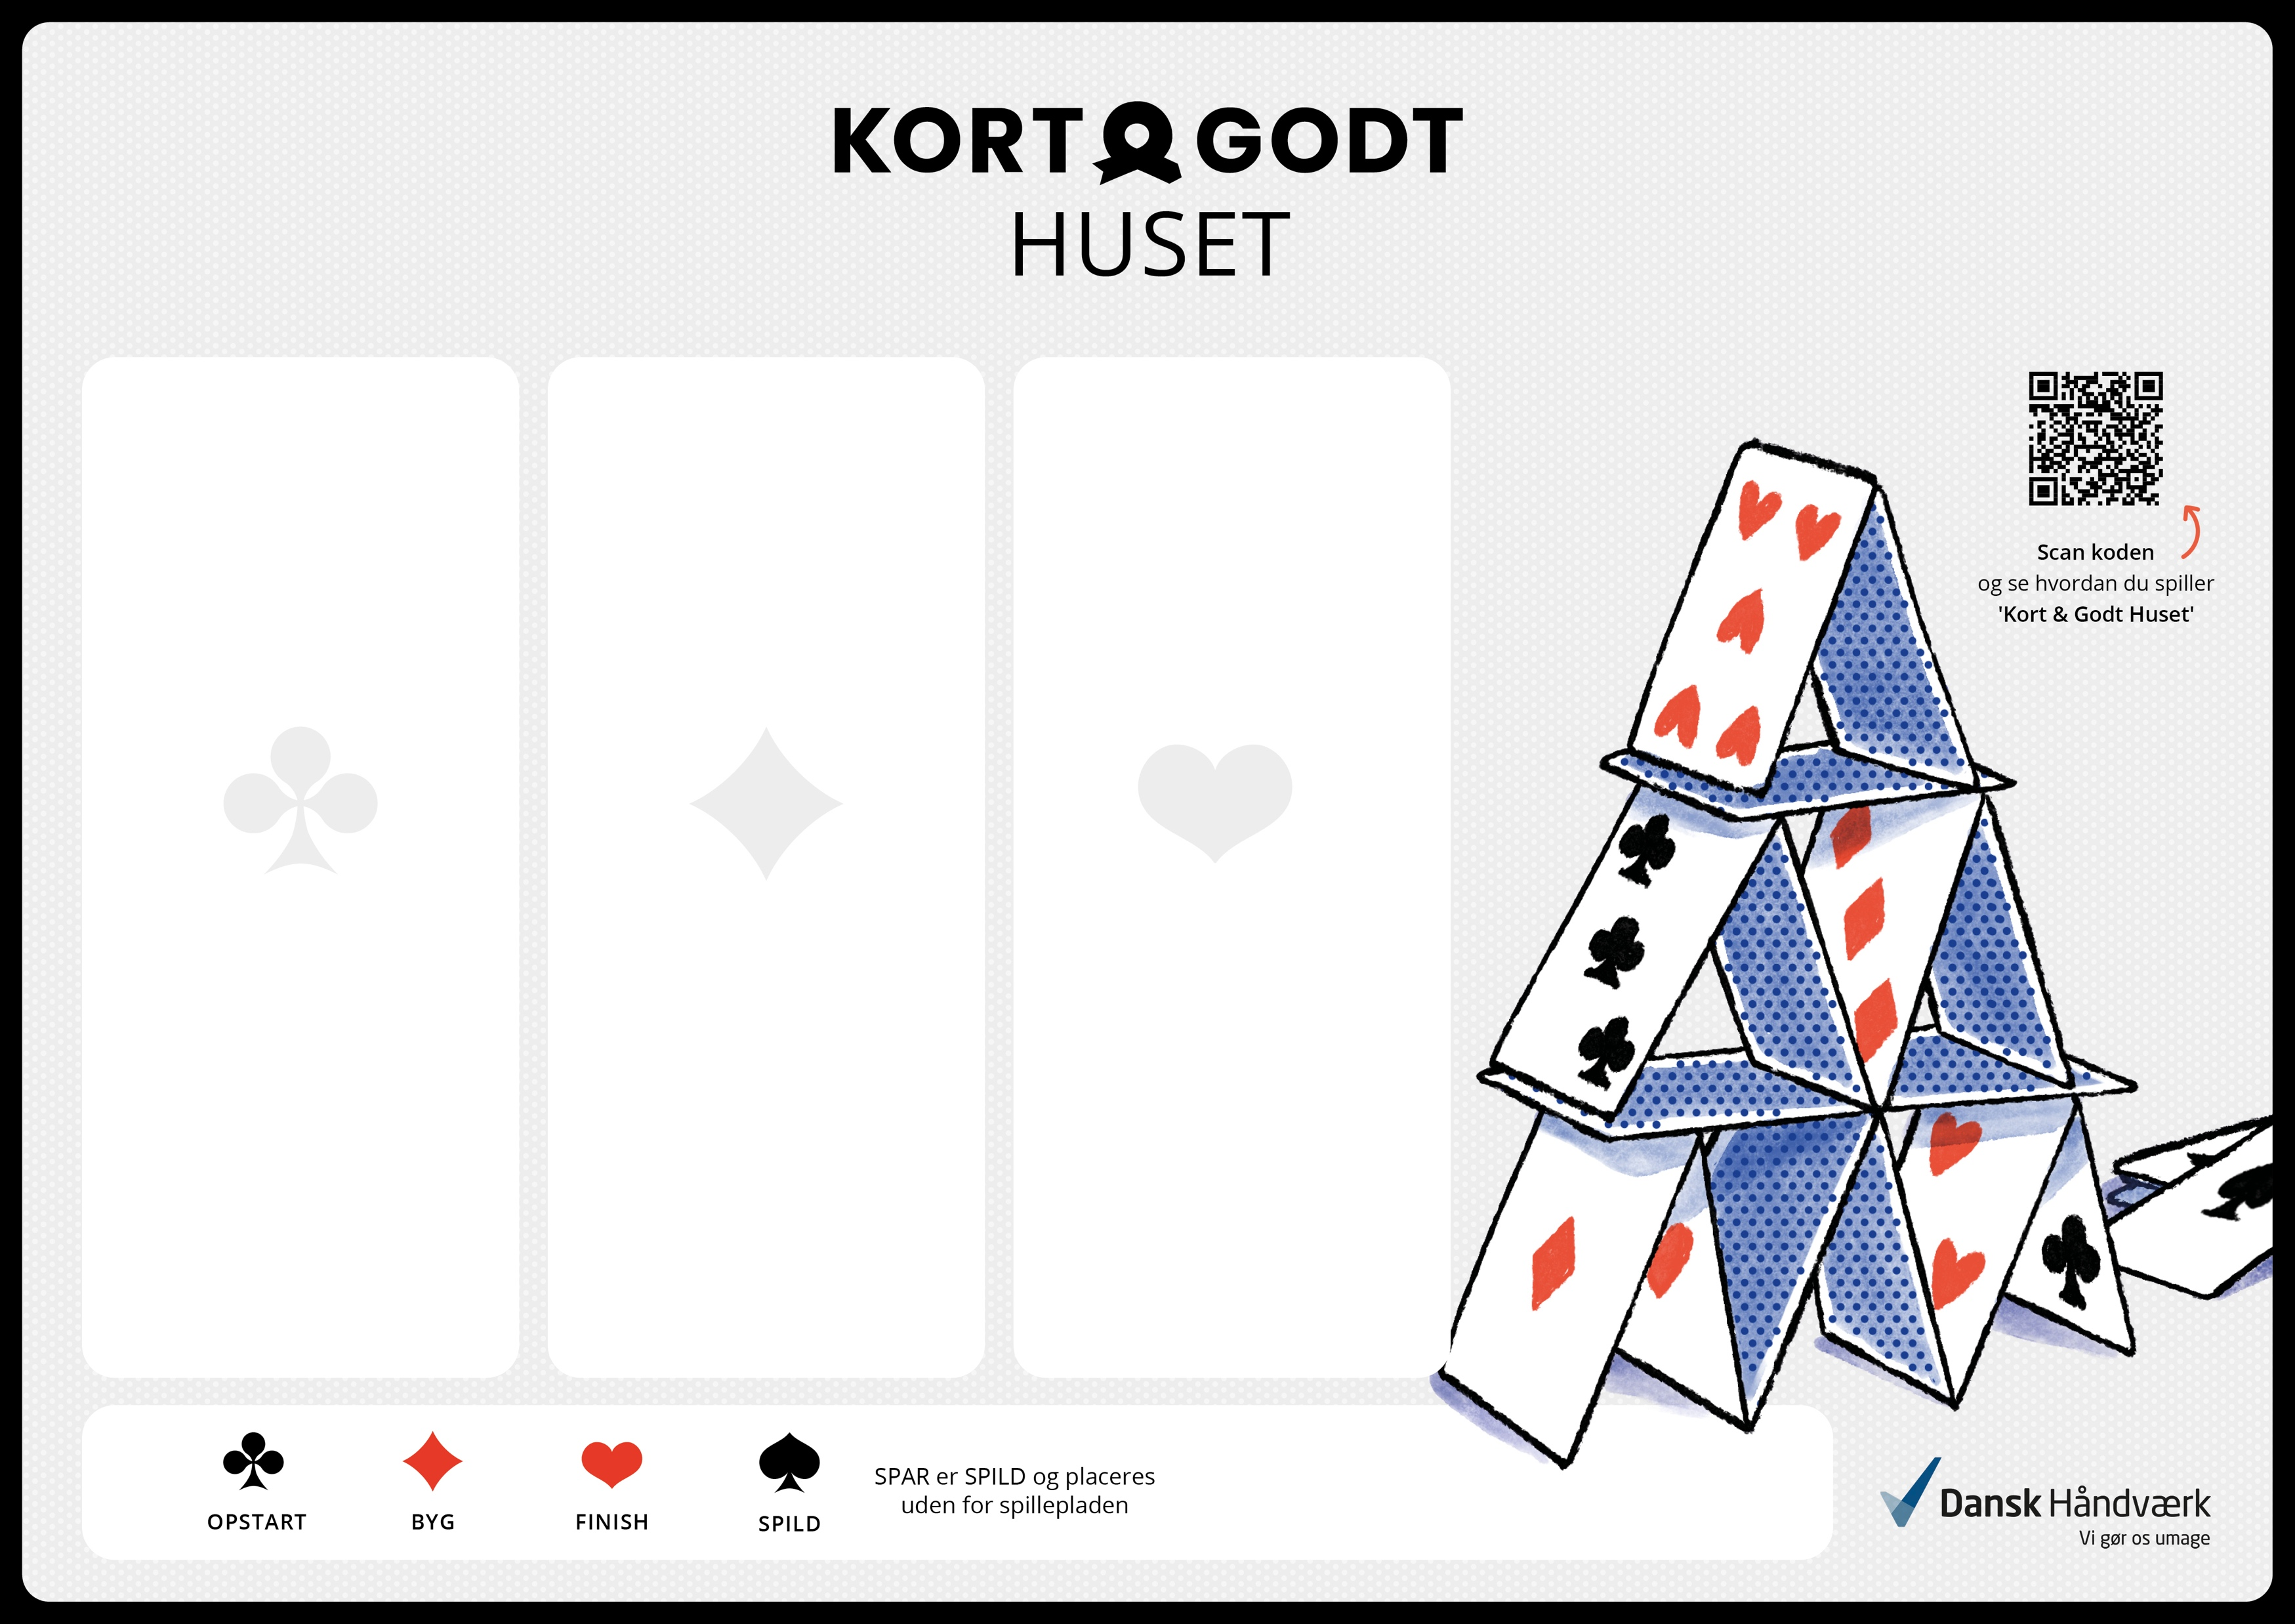 KORT & GODT
HUSET
Scan koden
og se hvordan du spiller
'Kort & Godt Huset'
OPSTART
BYG
FINISH
SPILD
SPAR er SPILD og placeres
uden for spillepladen
Dansk Håndværk
Vi gør os umage